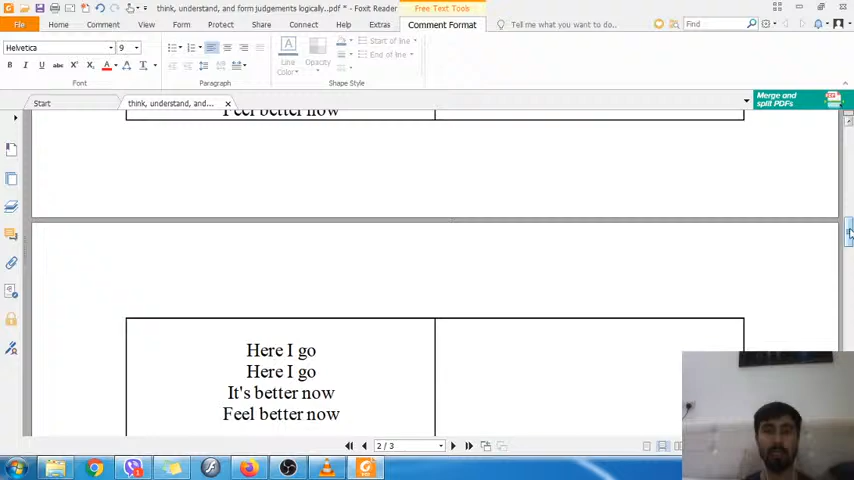 think, understand, and form judgements logically..pdf * - Foxit Reader
Free Text Tools
File
Home
Comment
View
Form
Protect
Share
Connect
Help
Extras
Comment Format
Tell me what you want to do...
Find
Helvetica
9
Line
Color
Opacity
Start of line
End of line
Font
Paragraph
Shape Style
Start
think, understand, and...
Merge and
split PDFs
Feel better now
Here I go
Here I go
It's better now
Feel better now
2 / 3